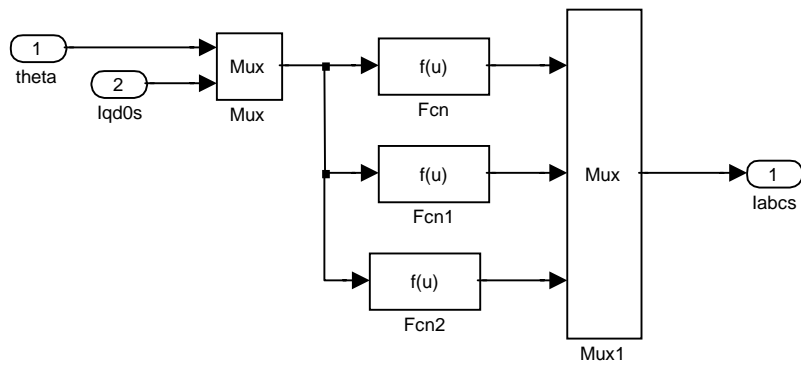 1
theta
2
Iqd0s
Mux
Mux
f(u)
Fcn
f(u)
Fcn1
f(u)
Fcn2
Mux
Mux1
1
Iabcs